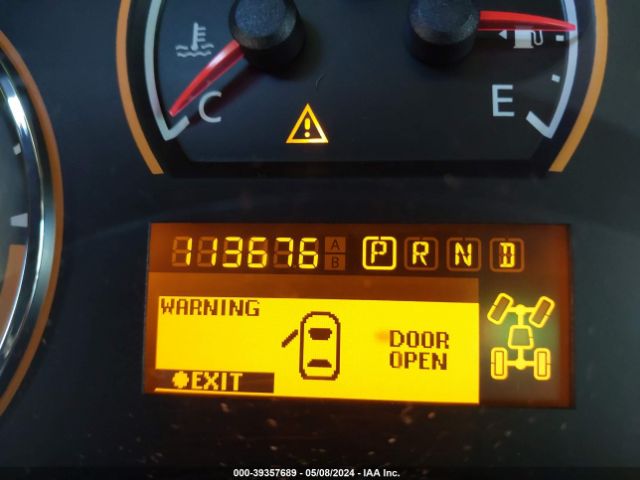 C
E
113676 A B P R N D
WARNING
DOOR
OPEN
EXIT
000-39357689 - 05/08/2024 - IAA Inc.